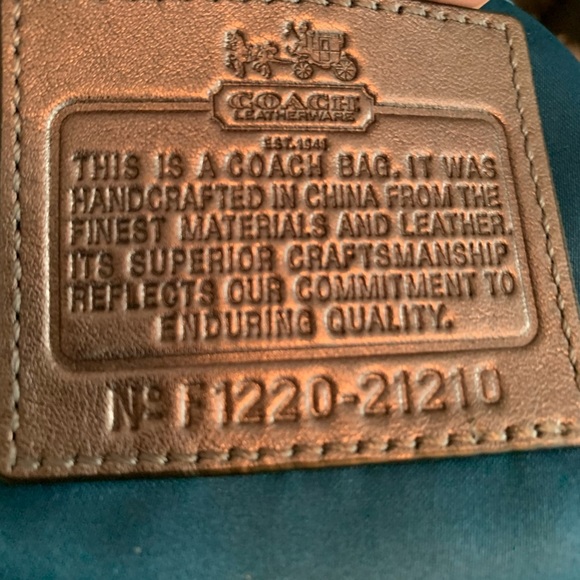 COACH
LEATHERWARE
EST. 1941
THIS IS A COACH BAG. IT WAS
HANDCRAFTED IN CHINA FROM THE
FINEST MATERIALS AND LEATHER.
ITS SUPERIOR CRAFTSMANSHIP
REFLECTS OUR COMMITMENT TO
ENDURING QUALITY.
Nº F1220-21210